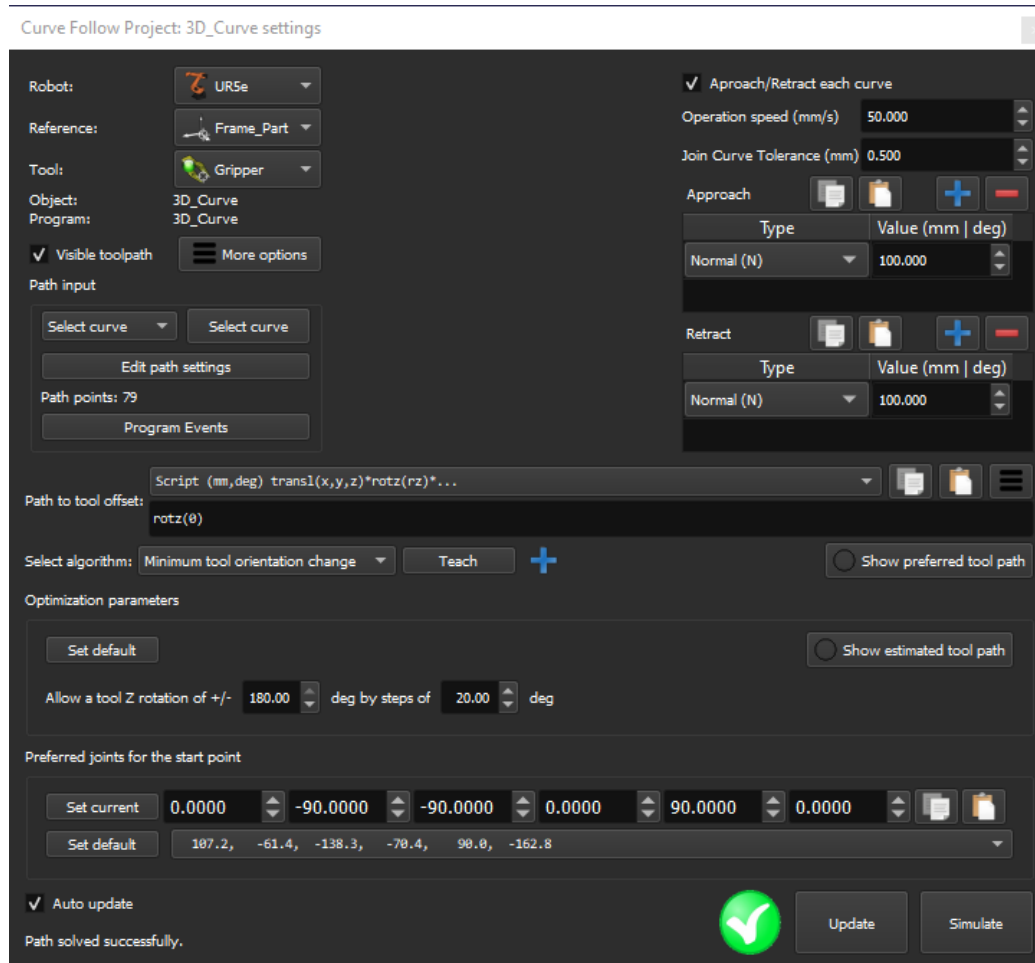 Curve Follow Project: 3D_Curve settings
Robot: UR5e
Reference: Frame_Part
Tool: Gripper
Object: 3D_Curve
Program: 3D_Curve
Visible toolpath More options
Path input
Select curve Select curve
Edit path settings
Path points: 79
Program Events
Aproach/Retract each curve
Operation speed (mm/s) 50.000
Join Curve Tolerance (mm) 0.500
Approach
Type Value (mm | deg)
Normal (N) 100.000
Retract
Type Value (mm | deg)
Normal (N) 100.000
Path to tool offset: Script (mm,deg) transl(x,y,z)*rotz(rz)*...
rotz(0)
Select algorithm: Minimum tool orientation change Teach Show preferred tool path
Optimization parameters
Set default Show estimated tool path
Allow a tool Z rotation of +/- 180.00 deg by steps of 20.00 deg
Preferred joints for the start point
Set current 0.0000 -90.0000 -90.0000 0.0000 90.0000 0.0000
Set default 107.2, -61.4, -138.3, -70.4, 90.0, -162.8
Auto update
Path solved successfully.
Update Simulate